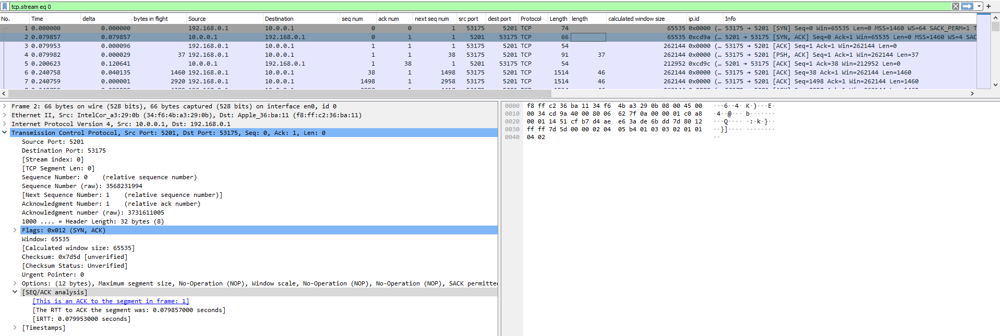 tcp.stream eq 0
No. Time delta bytes in flight Source Destination seq num ack num next seq num src port dest port Protocol Length length calculated window size ip.id Info
1 0.000000 0.000000 192.168.0.1 10.0.0.1 0 0 1 53175 5201 TCP 74 65535 0x0000 (… 53175 → 5201 [SYN] Seq=0 Win=65535 Len=0 MSS=1460 WS=64 SACK_PERM=1 T
2 0.079857 0.079857 10.0.0.1 192.168.0.1 0 1 1 5201 53175 TCP 66 65535 0xcd9a (… 5201 → 53175 [SYN, ACK] Seq=0 Ack=1 Win=65535 Len=0 MSS=1460 WS=4 SAC
3 0.079953 0.000096 192.168.0.1 10.0.0.1 1 1 1 53175 5201 TCP 54 262144 0x0000 (… 53175 → 5201 [ACK] Seq=1 Ack=1 Win=262144 Len=0
4 0.079982 0.000029 37 192.168.0.1 10.0.0.1 1 1 38 53175 5201 TCP 91 37 262144 0x0000 (… 53175 → 5201 [PSH, ACK] Seq=1 Ack=1 Win=262144 Len=37
5 0.200623 0.120641 10.0.0.1 192.168.0.1 1 38 1 5201 53175 TCP 54 212952 0xcd9c (… 5201 → 53175 [ACK] Seq=1 Ack=38 Win=212952 Len=0
6 0.240758 0.040135 1460 192.168.0.1 10.0.0.1 38 1 1498 53175 5201 TCP 1514 46 262144 0x0000 (… 53175 → 5201 [ACK] Seq=38 Ack=1 Win=262144 Len=1460
7 0.240759 0.000001 2920 192.168.0.1 10.0.0.1 1498 1 2958 53175 5201 TCP 1514 46 262144 0x0000 (… 53175 → 5201 [ACK] Seq=1498 Ack=1 Win=262144 Len=1460
Frame 2: 66 bytes on wire (528 bits), 66 bytes captured (528 bits) on interface en0, id 0
Ethernet II, Src: IntelCor_a3:29:0b (34:f6:4b:a3:29:0b), Dst: Apple_36:ba:11 (f8:ff:c2:36:ba:11)
Internet Protocol Version 4, Src: 10.0.0.1, Dst: 192.168.0.1
Transmission Control Protocol, Src Port: 5201, Dst Port: 53175, Seq: 0, Ack: 1, Len: 0
Source Port: 5201
Destination Port: 53175
[Stream index: 0]
[TCP Segment Len: 0]
Sequence Number: 0 (relative sequence number)
Sequence Number (raw): 3568231994
[Next Sequence Number: 1 (relative sequence number)]
Acknowledgment Number: 1 (relative ack number)
Acknowledgment number (raw): 3731611005
1000 .... = Header Length: 32 bytes (8)
Flags: 0x012 (SYN, ACK)
Window: 65535
[Calculated window size: 65535]
Checksum: 0x7d5d [unverified]
[Checksum Status: Unverified]
Urgent Pointer: 0
Options: (12 bytes), Maximum segment size, No-Operation (NOP), Window scale, No-Operation (NOP), No-Operation (NOP), SACK permitte
[SEQ/ACK analysis]
[This is an ACK to the segment in frame: 1]
[The RTT to ACK the segment was: 0.079857000 seconds]
[iRTT: 0.079953000 seconds]
[Timestamps]
0000 f8 ff c2 36 ba 11 34 f6 4b a3 29 0b 08 00 45 00 ···6··4· K·)···E·
0010 00 34 cd 9a 40 00 80 06 62 7f 0a 00 00 01 c0 a8 ·4··@··· b·······
0020 00 01 14 51 cf b7 d4 ae e6 3a de 6b dd 7d 80 12 ···Q···· ·:·k·}··
0030 ff ff 7d 5d 00 00 02 04 05 b4 01 03 03 02 01 01 ··}]···· ········
0040 04 02 ··